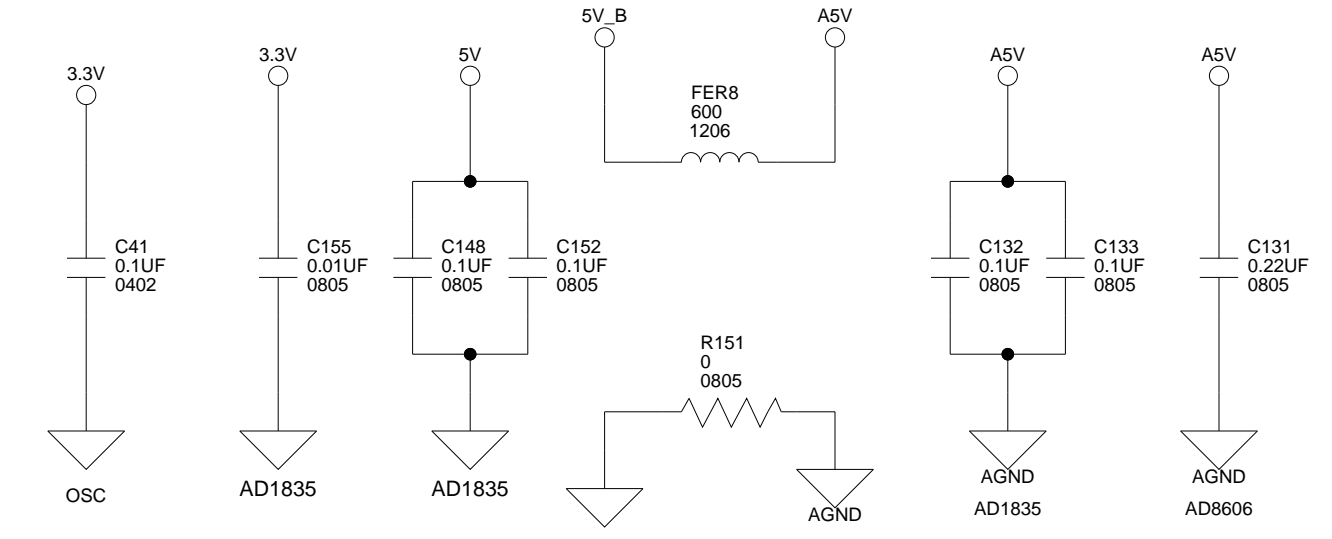 3.3V
C41
0.1UF
0402
OSC
3.3V
C155
0.01UF
0805
AD1835
5V
C148
0.1UF
0805
C152
0.1UF
0805
AD1835
5V_B
A5V
FER8
600
1206
R151
0
0805
AGND
A5V
C132
0.1UF
0805
C133
0.1UF
0805
AGND
AD1835
A5V
C131
0.22UF
0805
AGND
AD8606